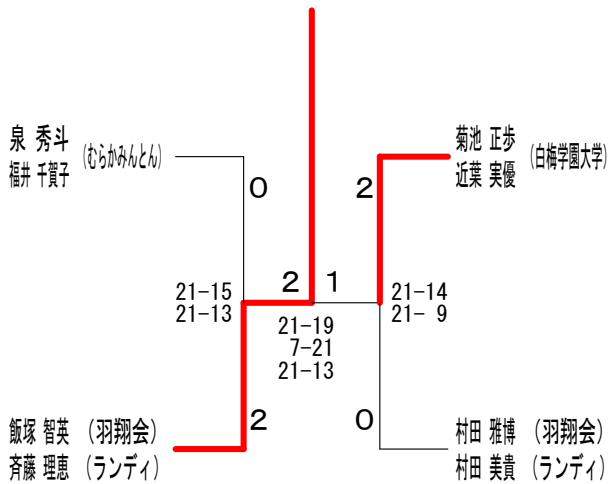 泉 秀斗
福井 千賀子 (むらかみんとん)
菊池 正歩
近葉 実優 (白梅学園大学)
0
2
21-15
21-13
2 1
21-14
21- 9
21-19
7-21
21-13
2
0
飯塚 智英 (羽翔会)
斉藤 理恵 (ランディ)
村田 雅博 (羽翔会)
村田 美貴 (ランディ)